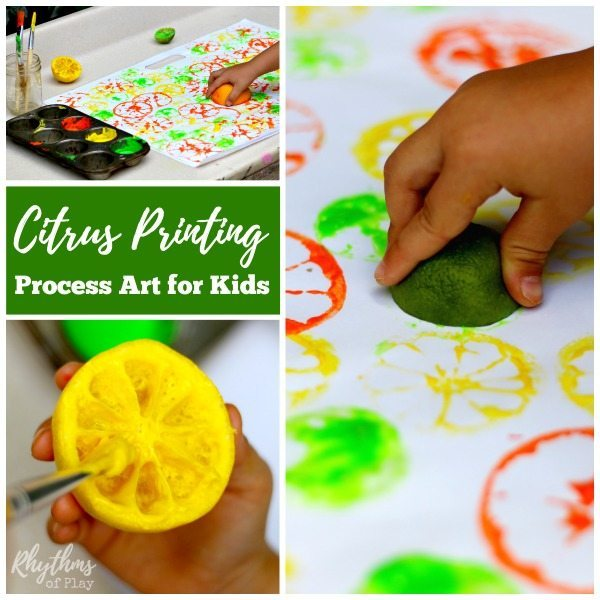 Citrus Printing
Process Art for Kids
Rhythms
of Play